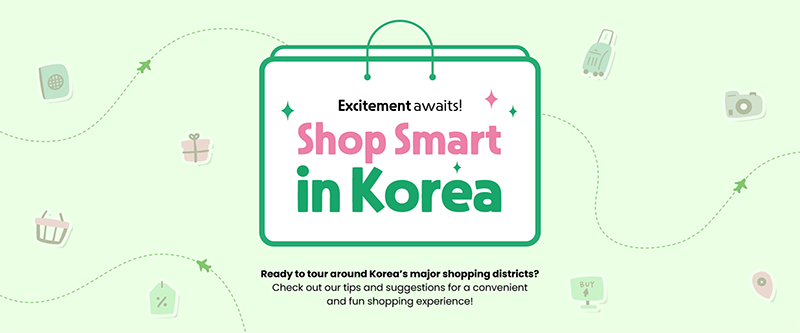 Excitement awaits!
Shop Smart
in Korea
Ready to tour around Korea's major shopping districts?
Check out our tips and suggestions for a convenient
and fun shopping experience!
%
BUY